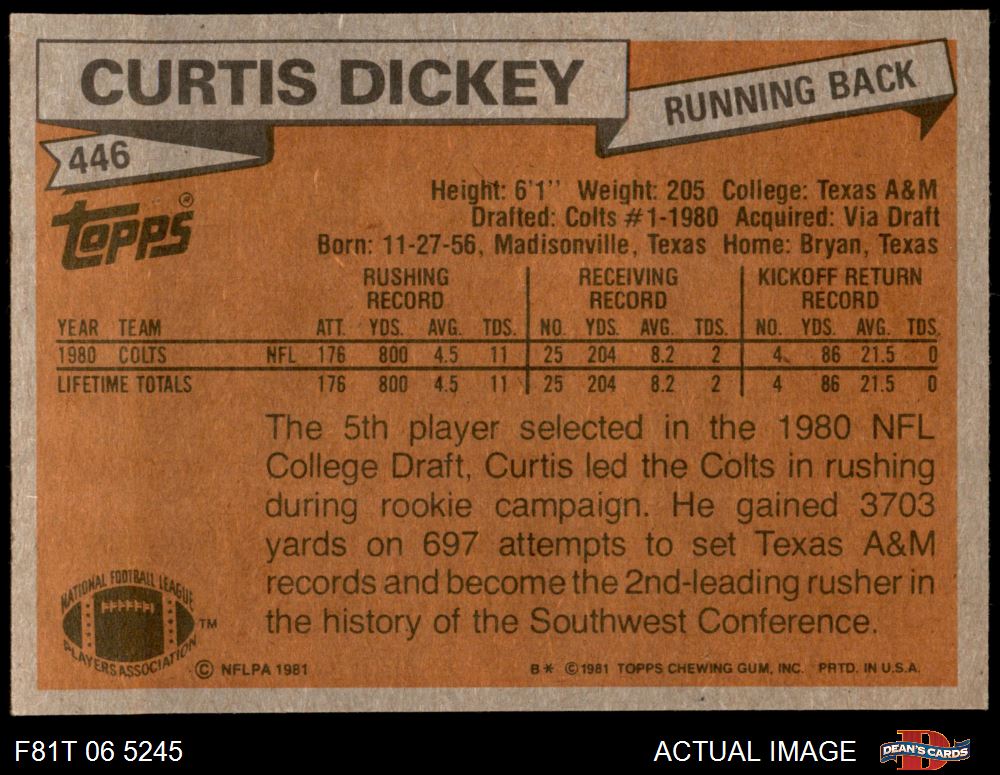 CURTIS DICKEY
RUNNING BACK
446
TOPPS®
Height: 6'1'' Weight: 205 College: Texas A&M
Drafted: Colts #1-1980 Acquired: Via Draft
Born: 11-27-56, Madisonville, Texas Home: Bryan, Texas
RUSHING RECORD RECEIVING RECORD KICKOFF RETURN RECORD
YEAR TEAM ATT. YDS. AVG. TDS. NO. YDS. AVG. TDS. NO. YDS. AVG. TDS.
1980 COLTS NFL 176 800 4.5 11 25 204 8.2 2 4 86 21.5 0
LIFETIME TOTALS 176 800 4.5 11 25 204 8.2 2 4 86 21.5 0
The 5th player selected in the 1980 NFL
College Draft, Curtis led the Colts in rushing
during rookie campaign. He gained 3703
yards on 697 attempts to set Texas A&M
records and become the 2nd-leading rusher in
the history of the Southwest Conference.
NATIONAL FOOTBALL LEAGUE
PLAYERS ASSOCIATION
TM
© NFLPA 1981
B* ©1981 TOPPS CHEWING GUM, INC. PRTD. IN U.S.A.
F81T 06 5245
ACTUAL IMAGE
D
DEAN'S CARDS